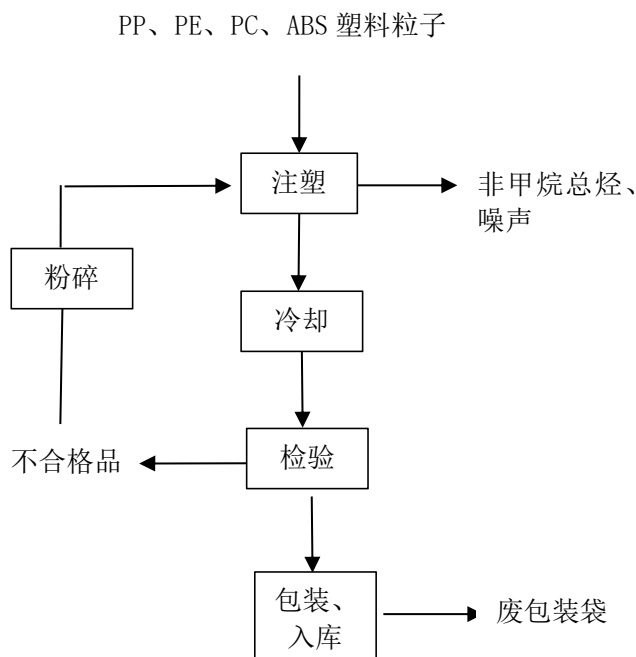 PP、PE、PC、ABS 塑料粒子
注塑
非甲烷总烃、
噪声
粉碎
冷却
不合格品
检验
包装、
入库
废包装袋